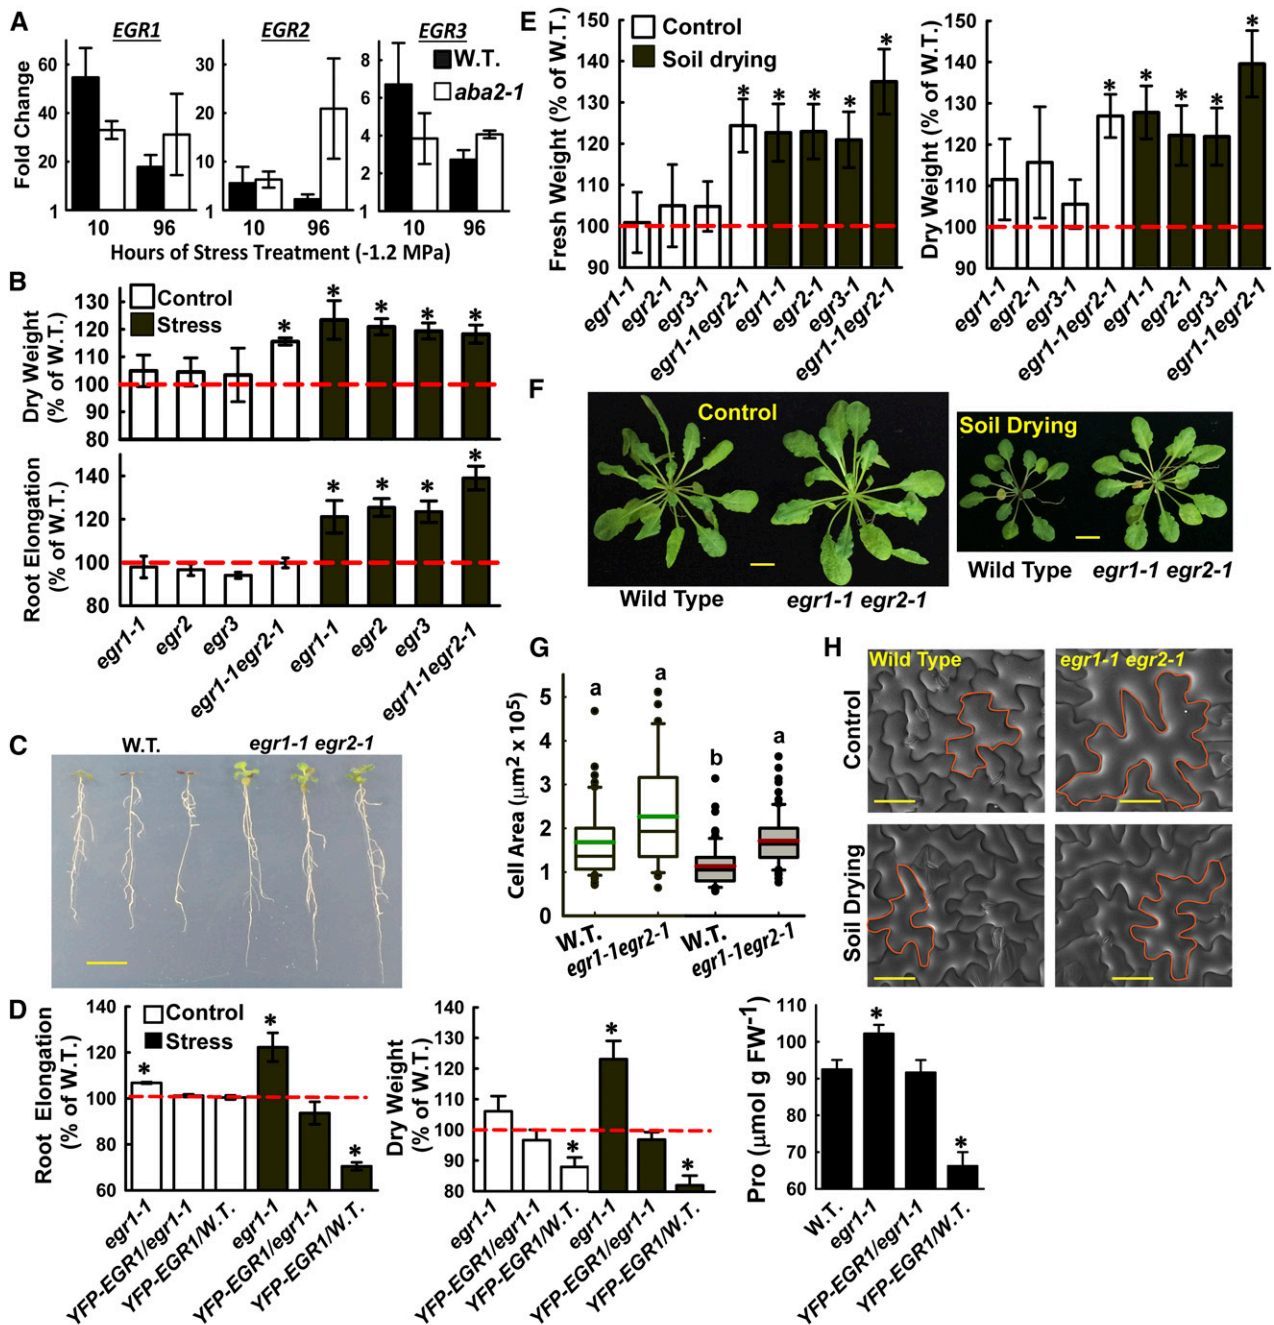 A
EGR1
EGR2
EGR3
W.T.
aba2-1
Fold Change
60
20
1
30
10
1
6
4
2
1
10 96
10 96
10 96
Hours of Stress Treatment (-1.2 MPa)
B
Control
Stress
Dry Weight
(% of W.T.)
130
120
110
100
90
80
* * * * *
Root Elongation
(% of W.T.)
140
120
100
80
* * * *
egr1-1
egr2
egr3
egr1-1egr2-1
egr1-1
egr2
egr3
egr1-1egr2-1
C
W.T.
egr1-1 egr2-1
D
Control
Stress
Root Elongation
(% of W.T.)
140
120
100
80
60
* * *
egr1-1
YFP-EGR1/egr1-1
YFP-EGR1/W.T.
egr1-1
YFP-EGR1/egr1-1
YFP-EGR1/W.T.
Dry Weight
(% of W.T.)
140
130
120
110
100
90
80
* * *
egr1-1
YFP-EGR1/egr1-1
YFP-EGR1/W.T.
egr1-1
YFP-EGR1/egr1-1
YFP-EGR1/W.T.
Pro (µmol g FW-1)
110
100
90
80
70
60
* *
W.T.
egr1-1
YFP-EGR1/egr1-1
YFP-EGR1/W.T.
E
Control
Soil drying
Fresh Weight (% of W.T.)
150
140
130
120
110
100
90
* * * * *
egr1-1
egr2-1
egr3-1
egr1-1egr2-1
egr1-1
egr2-1
egr3-1
egr1-1egr2-1
Dry Weight (% of W.T.)
150
140
130
120
110
100
90
* * * * *
egr1-1
egr2-1
egr3-1
egr1-1egr2-1
egr1-1
egr2-1
egr3-1
egr1-1egr2-1
F
Control
Soil Drying
Wild Type
egr1-1 egr2-1
Wild Type
egr1-1 egr2-1
G
Cell Area (µm2 x 105)
5
4
3
2
1
0
a a b a
W.T.
egr1-1egr2-1
W.T.
egr1-1egr2-1
H
Wild Type
egr1-1 egr2-1
Control
Soil Drying